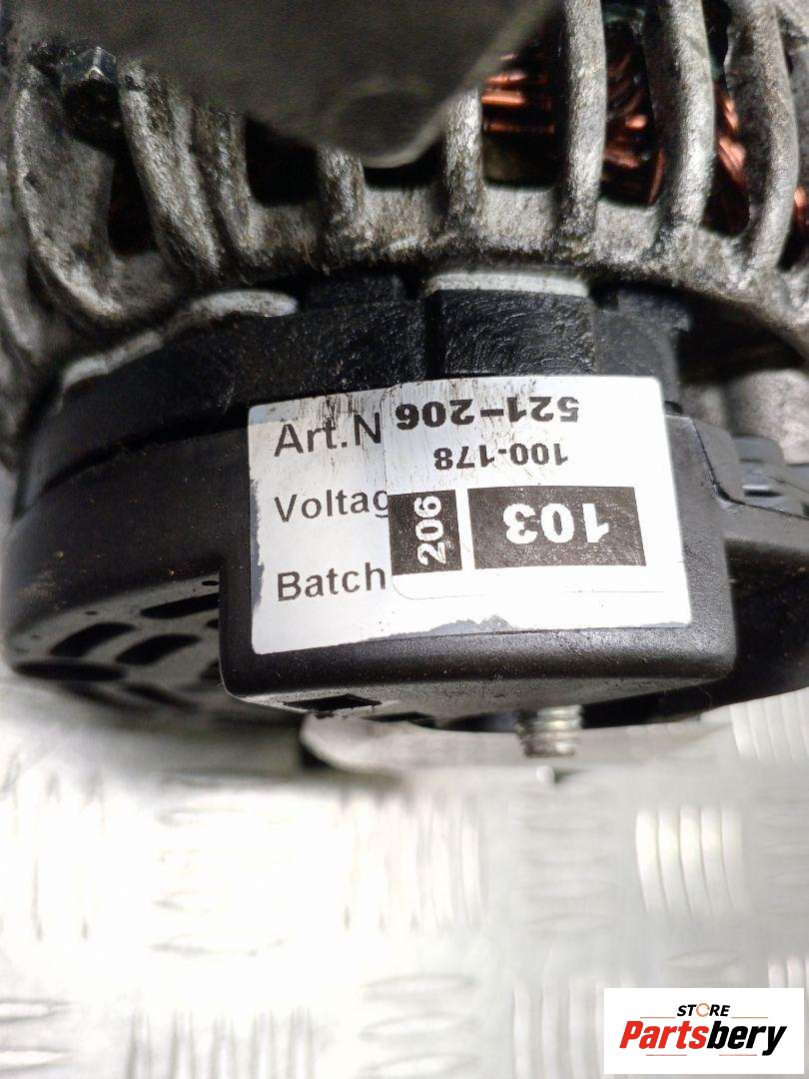 Art.N
Voltag
Batch
521-206
100-178
206
103
STORE
Partsbery